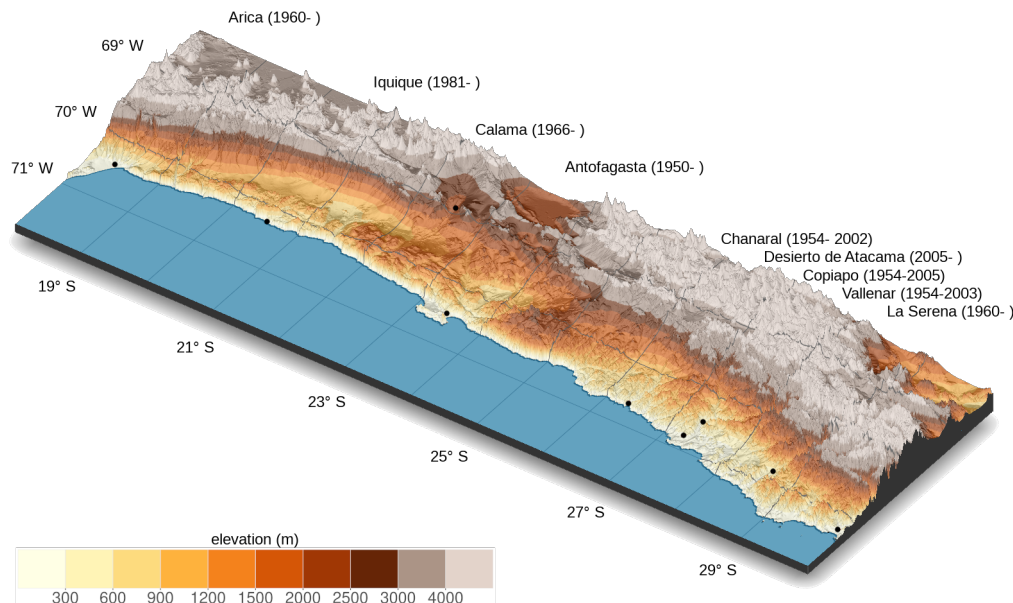 Arica (1960- )
69° W
Iquique (1981- )
70° W
Calama (1966- )
Antofagasta (1950- )
71° W
Chanaral (1954- 2002)
Desierto de Atacama (2005- )
Copiapo (1954-2005)
Vallenar (1954-2003)
La Serena (1960- )
19° S
21° S
23° S
25° S
27° S
29° S
elevation (m)
300 600 900 1200 1500 2000 2500 3000 4000